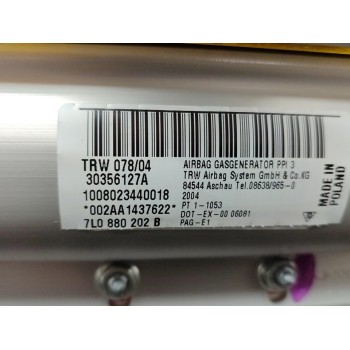 TRW 078/04
30356127A
1008023440018
*002AA1437622*
7L0 880 202 B
AIRBAG GASGENERATOR PPI 3
TRW Airbag System GmbH & Co.KG
84544 Aschau Tel.08638/965-0
2004
PT 1-1053
DOT-EX-00 06081
PAG-E1
MADE IN
POLAND